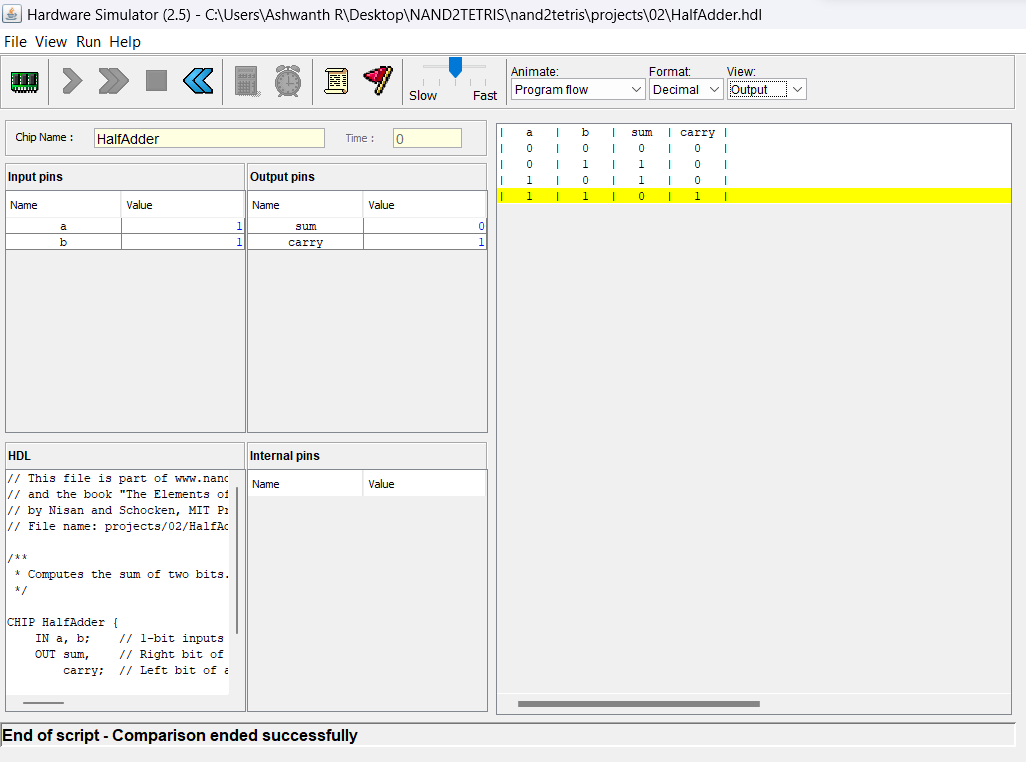 Hardware Simulator (2.5) - C:\Users\Ashwanth R\Desktop\NAND2TETRIS\nand2tetris\projects\02\HalfAdder.hdl
File View Run Help
Animate: Format: View:
Program flow Decimal Output
Slow Fast
Chip Name : HalfAdder Time : 0
Input pins
Name Value
a 1
b 1
Output pins
Name Value
sum 0
carry 1
| a | b | sum | carry |
| 0 | 0 | 0 | 0 |
| 0 | 1 | 1 | 0 |
| 1 | 0 | 1 | 0 |
| 1 | 1 | 0 | 1 |
HDL
// This file is part of www.nand
// and the book "The Elements of
// by Nisan and Schocken, MIT Pr
// File name: projects/02/HalfAd
/**
* Computes the sum of two bits.
*/
CHIP HalfAdder {
IN a, b; // 1-bit inputs
OUT sum, // Right bit of
carry; // Left bit of a
Internal pins
Name Value
End of script - Comparison ended successfully